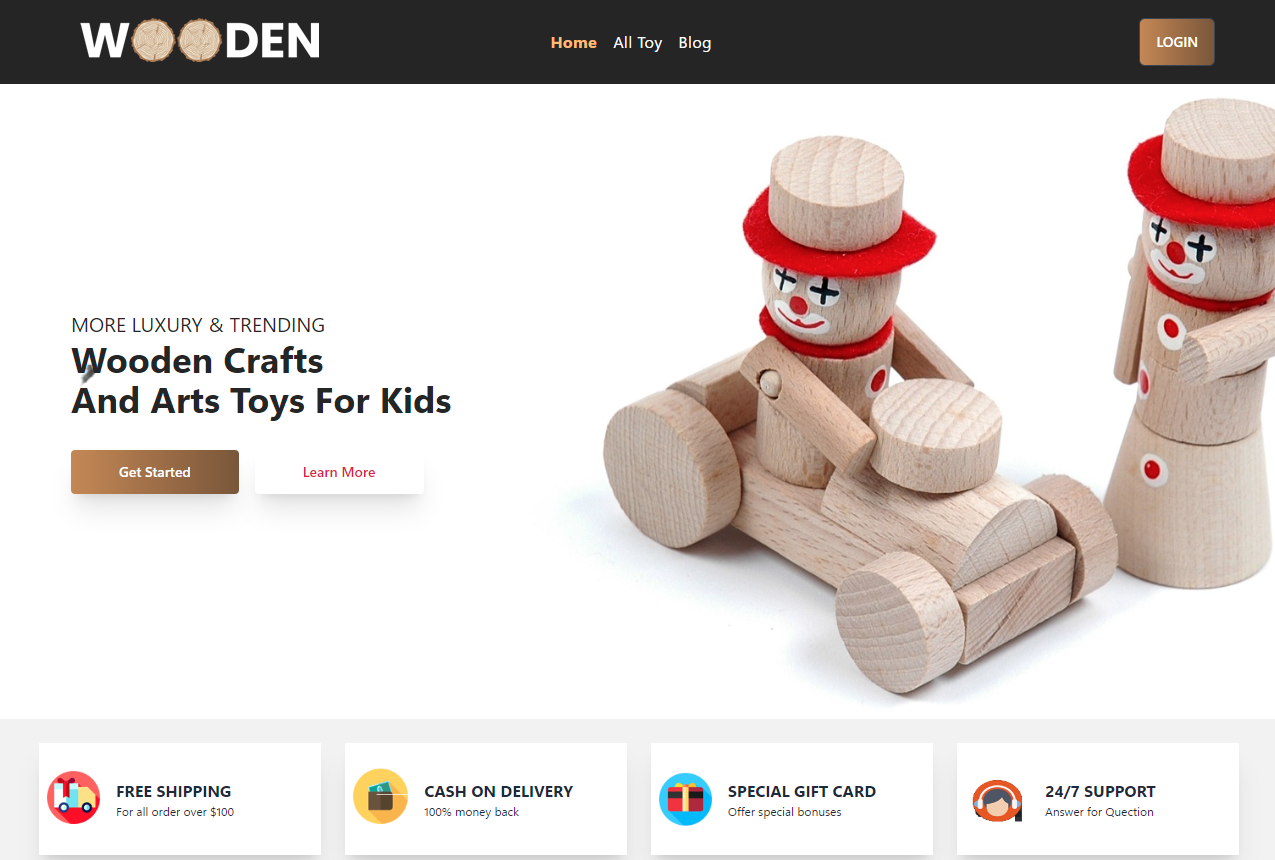 WOODEN
Home All Toy Blog
LOGIN
MORE LUXURY & TRENDING
Wooden Crafts
And Arts Toys For Kids
Get Started Learn More
FREE SHIPPING
For all order over $100
CASH ON DELIVERY
100% money back
SPECIAL GIFT CARD
Offer special bonuses
24/7 SUPPORT
Answer for Quection